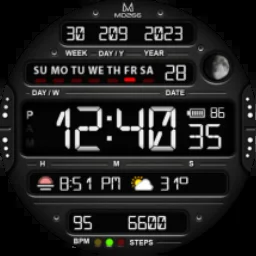 MD295
30 209 2023
WEEK DAY/Y YEAR
SU MO TU WE TH FR SA 28
DAY/W DATE
P 12:40 86
A 35
M
H M S
8:51 PM 31°
95 6600
BPM STEPS